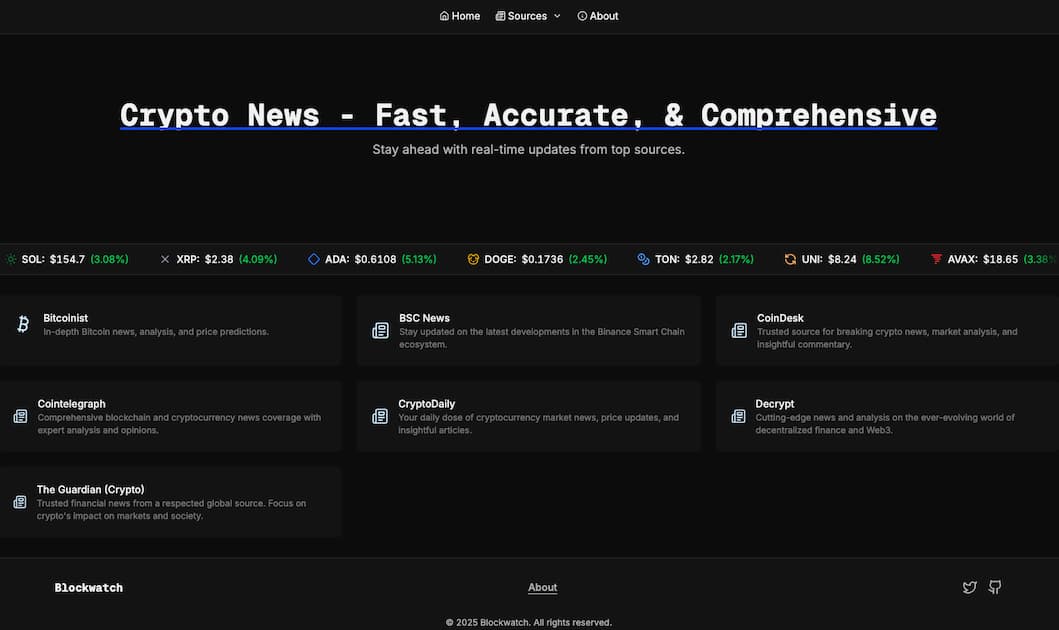 Home Sources About
Crypto News - Fast, Accurate, & Comprehensive
Stay ahead with real-time updates from top sources.
SOL: $154.7 (3.08%) XRP: $2.38 (4.09%) ADA: $0.6108 (5.13%) DOGE: $0.1736 (2.45%) TON: $2.82 (2.17%) UNI: $8.24 (8.52%) AVAX: $18.65 (3.38%
Bitcoinist
In-depth Bitcoin news, analysis, and price predictions.
BSC News
Stay updated on the latest developments in the Binance Smart Chain
ecosystem.
CoinDesk
Trusted source for breaking crypto news, market analysis, and
insightful commentary.
Cointelegraph
Comprehensive blockchain and cryptocurrency news coverage with
expert analysis and opinions.
CryptoDaily
Your daily dose of cryptocurrency market news, price updates, and
insightful articles.
Decrypt
Cutting-edge news and analysis on the ever-evolving world of
decentralized finance and Web3.
The Guardian (Crypto)
Trusted financial news from a respected global source. Focus on
crypto's impact on markets and society.
Blockwatch
About
© 2025 Blockwatch. All rights reserved.